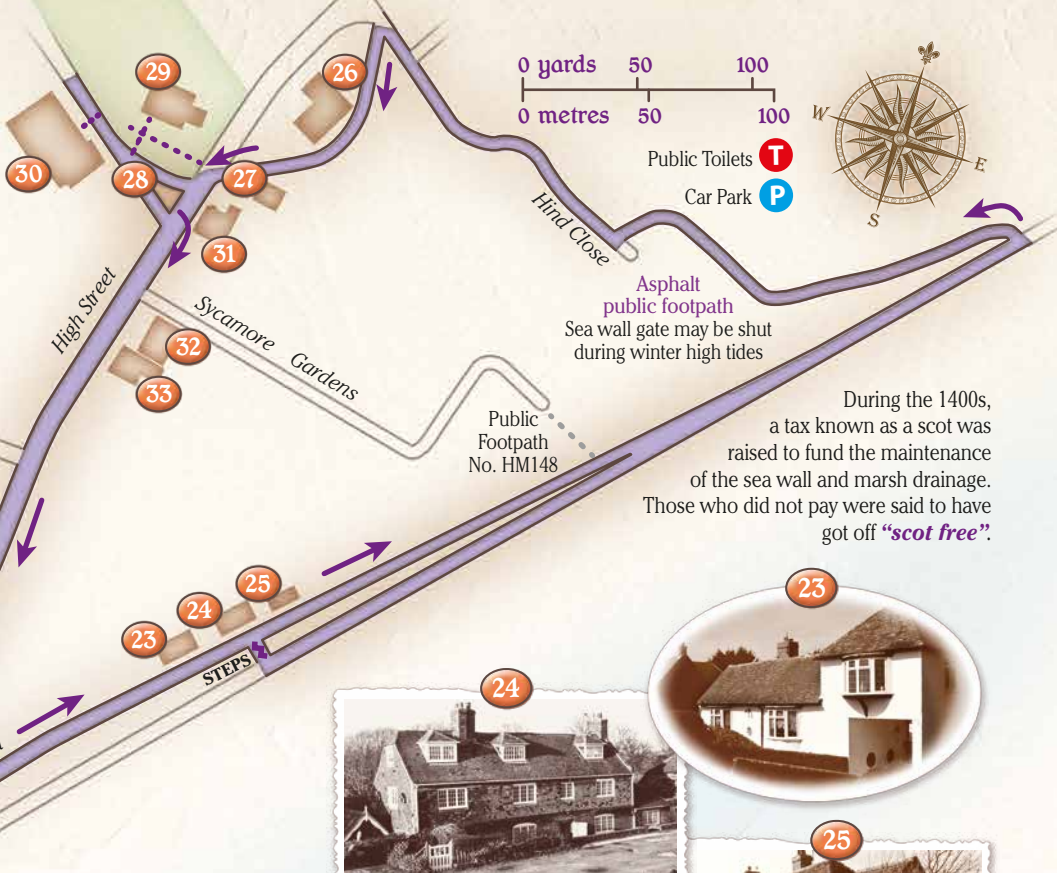 29
26
0 yards 50 100
0 metres 50 100
Public Toilets T
Car Park P
W
E
S
30
28
27
31
Hind Close
High Street
Sycamore Gardens
Asphalt
public footpath
Sea wall gate may be shut
during winter high tides
32
33
Public
Footpath
No. HM148
During the 1400s,
a tax known as a scot was
raised to fund the maintenance
of the sea wall and marsh drainage.
Those who did not pay were said to have
got off “scot free”.
25
24
23
STEPS
23
24
25